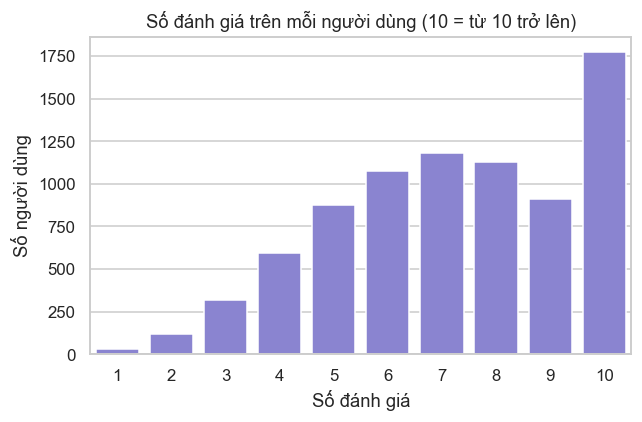 Số đánh giá trên mỗi người dùng (10 = từ 10 trở lên)
Số người dùng
1750
1500
1250
1000
750
500
250
0
1 2 3 4 5 6 7 8 9 10
Số đánh giá